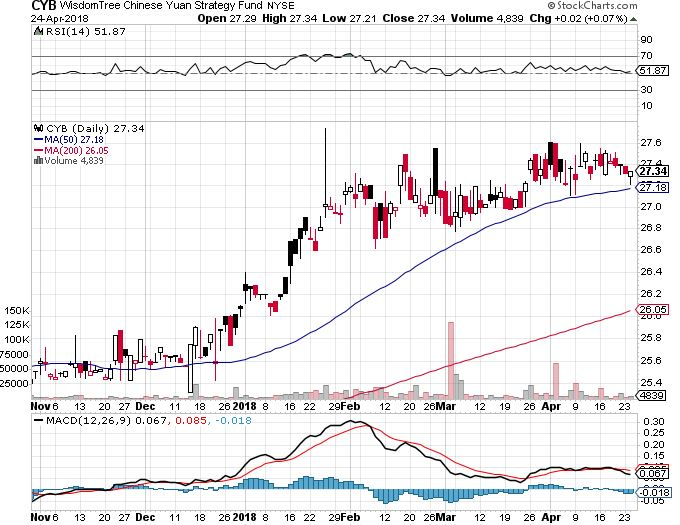 CYB WisdomTree Chinese Yuan Strategy Fund NYSE © StockCharts.com
24-Apr-2018 Open 27.29 High 27.34 Low 27.21 Close 27.34 Volume 4,839 Chg +0.02 (+0.07%)
RSI(14) 51.87
90
70
51.87
30
10
CYB (Daily) 27.34
MA(50) 27.18
MA(200) 26.05
Volume 4,839
27.6
27.34
27.18
27.0
26.8
26.6
26.4
26.2
26.05
25.8
25.6
25.4
150K
125K
100K
75000
50000
25000
4839
Nov 6 13 20 27 Dec 11 18 26 2018 8 16 22 29 Feb 12 20 26 Mar 12 19 26 Apr 9 16 23
MACD(12,26,9) 0.067, 0.085, -0.018
0.30
0.25
0.20
0.15
0.067
-0.018
-0.05
Nov 6 13 20 27 Dec 11 18 26 2018 8 16 22 29 Feb 12 20 26 Mar 12 19 26 Apr 9 16 23